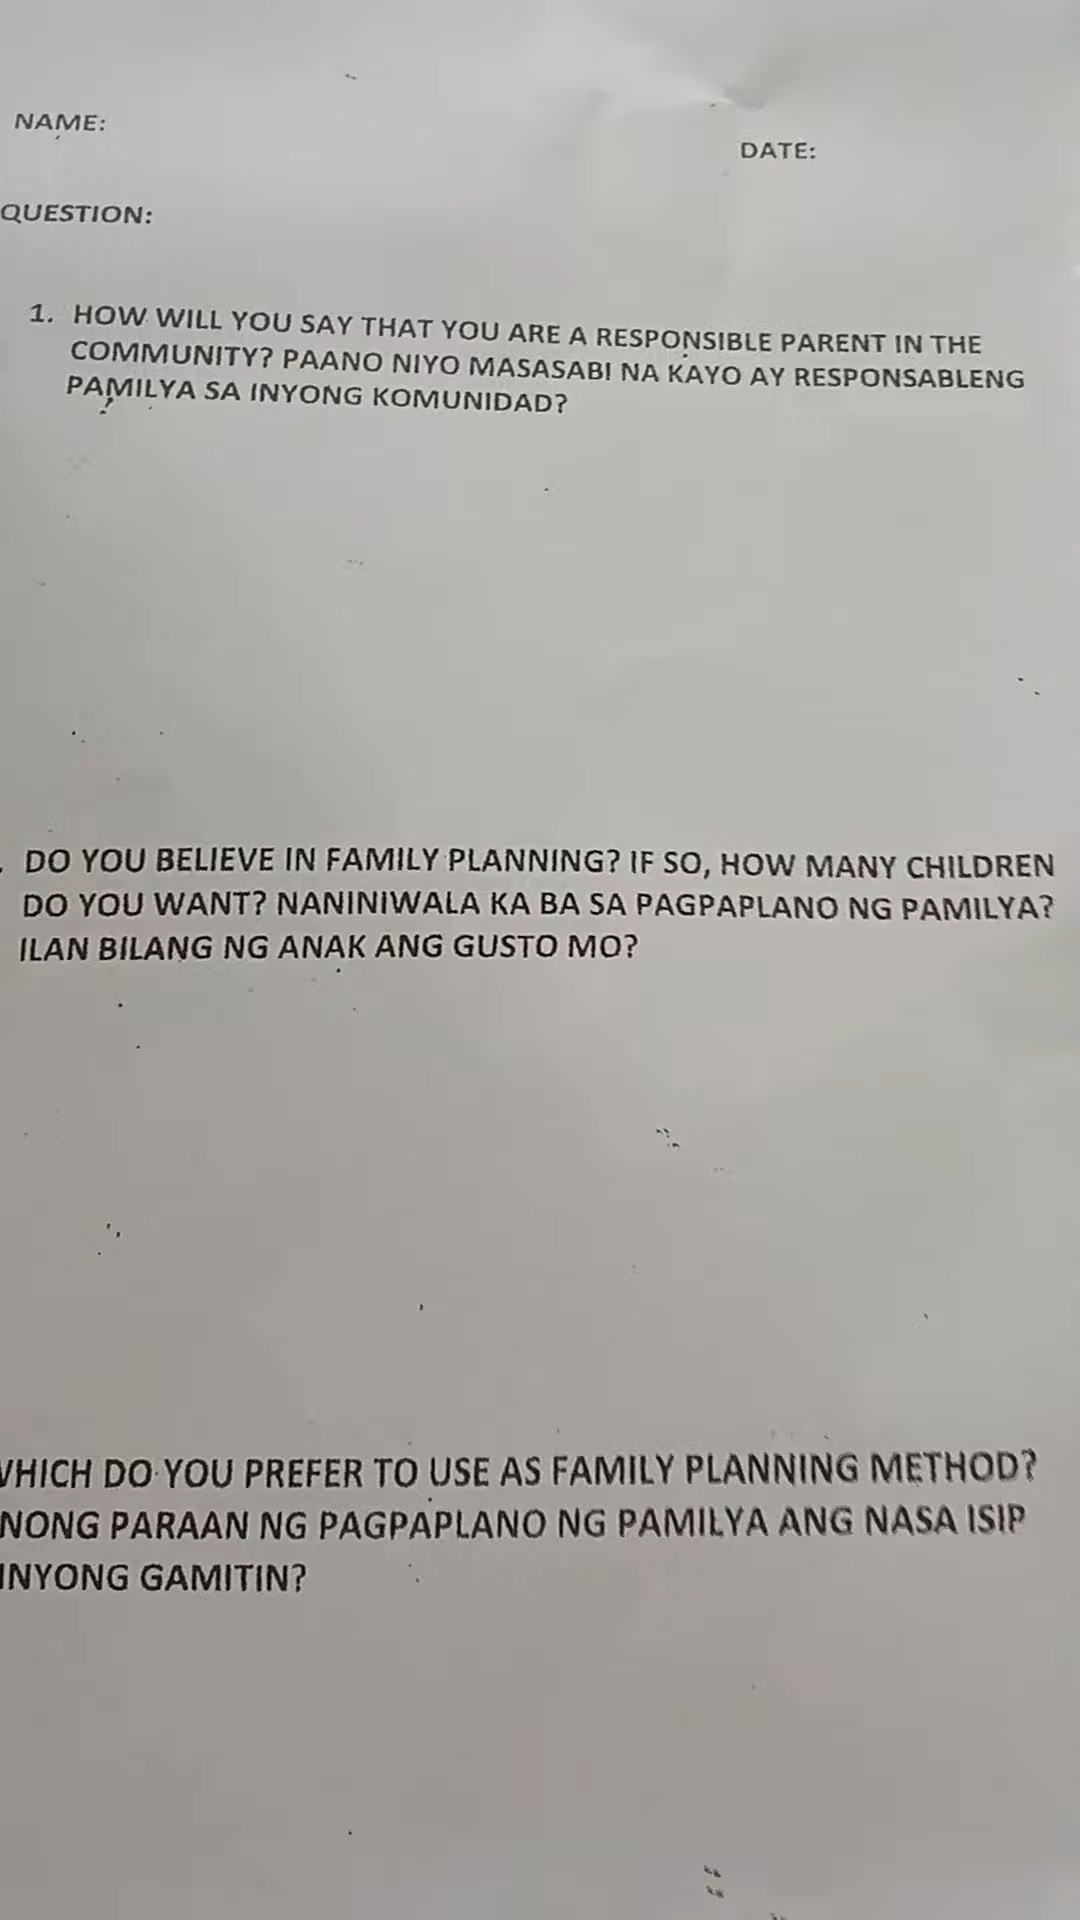 NAME:
DATE:
QUESTION:
1. HOW WILL YOU SAY THAT YOU ARE A RESPONSIBLE PARENT IN THE
COMMUNITY? PAANO NIYO MASASABI NA KAYO AY RESPONSABLENG
PAMILYA SA INYONG KOMUNIDAD?
. DO YOU BELIEVE IN FAMILY PLANNING? IF SO, HOW MANY CHILDREN
DO YOU WANT? NANINIWALA KA BA SA PAGPAPLANO NG PAMILYA?
ILAN BILANG NG ANAK ANG GUSTO MO?
HICH DO YOU PREFER TO USE AS FAMILY PLANNING METHOD?
NONG PARAAN NG PAGPAPLANO NG PAMILYA ANG NASA ISIP
INYONG GAMITIN?